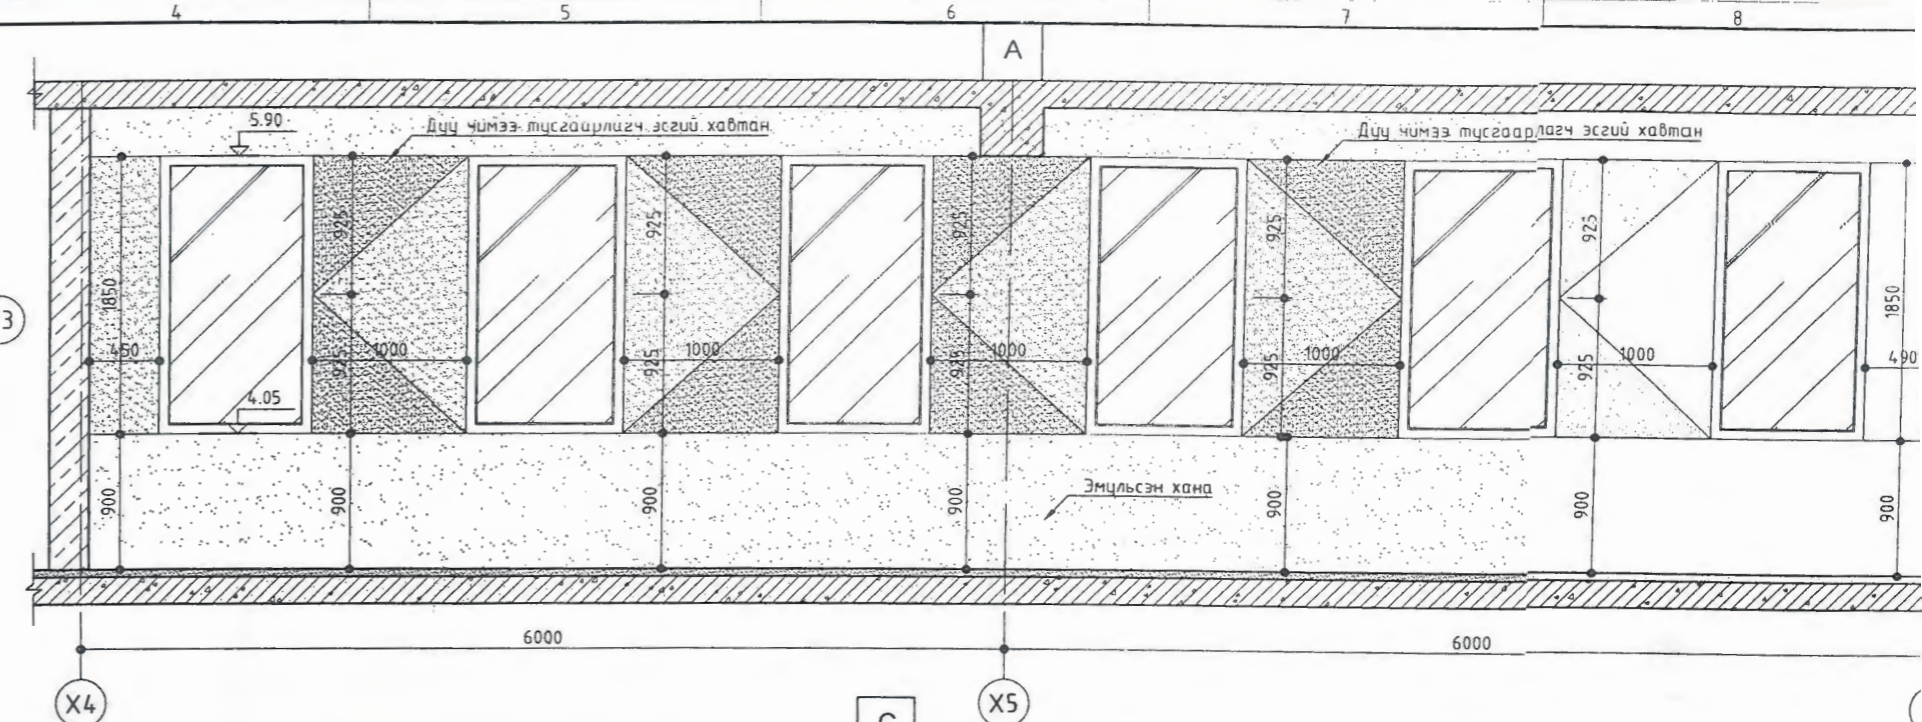 4 5 6 7 8
A
5.90
Дуу чимээ тусгаарлагч эсгий хавтан
Дуу чимээ тусгаарлагч эсгий хавтан
925 925 925 925 925
1850 1850
3
450 1000 1000 1000 1000 1000 490
925 925 925 925 925
4.05
Эмульсэн хана
900 900 900 900 900 900 900
6000 6000
X4 X5